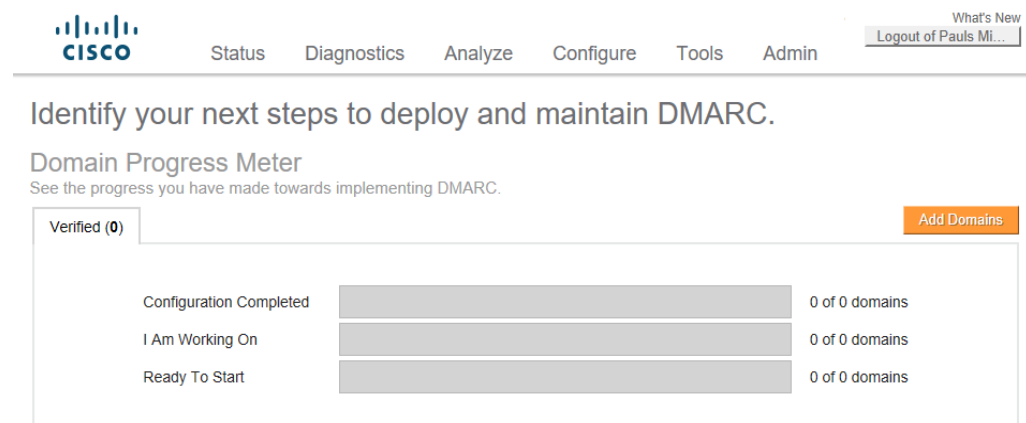 What's New
CISCO
Status Diagnostics Analyze Configure Tools Admin
Logout of Pauls Mi...
Identify your next steps to deploy and maintain DMARC.
Domain Progress Meter
See the progress you have made towards implementing DMARC.
Verified (0)
Add Domains
Configuration Completed 0 of 0 domains
I Am Working On 0 of 0 domains
Ready To Start 0 of 0 domains